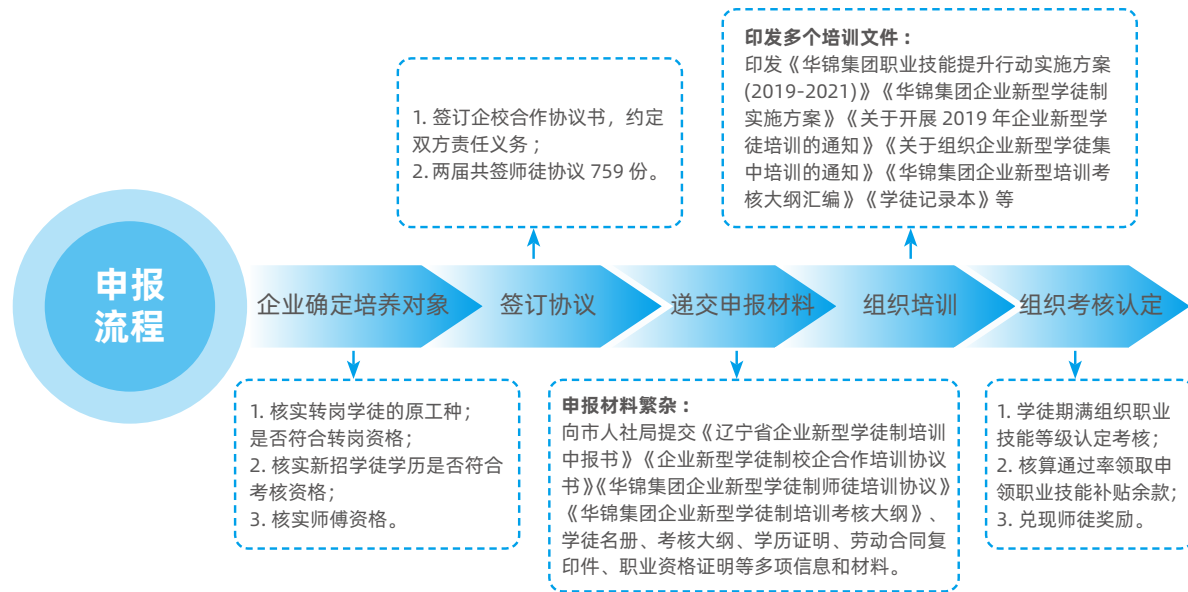 申报
流程
企业确定培养对象
1. 核实转岗学徒的原工种；
是否符合转岗资格；
2. 核实新招学徒学历是否符合
考核资格；
3. 核实师傅资格。
签订协议
1. 签订企校合作协议书，约定
双方责任义务；
2. 两届共签师徒协议 759 份。
递交申报材料
申报材料繁杂：
向市人社局提交《辽宁省企业新型学徒制培训
中报书》《企业新型学徒制校企合作培训协议
书》《华锦集团企业新型学徒制师徒培训协议》
《华锦集团企业新型学徒制培训考核大纲》、
学徒名册、考核大纲、学历证明、劳动合同复
印件、职业资格证明等多项信息和材料。
组织培训
印发多个培训文件：
印发《华锦集团职业技能提升行动实施方案
(2019-2021)》《华锦集团企业新型学徒制
实施方案》《关于开展 2019 年企业新型学
徒培训的通知》《关于组织企业新型学徒集
中培训的通知》《华锦集团企业新型培训考
核大纲汇编》《学徒记录本》等
组织考核认定
1. 学徒期满组织职业
技能等级认定考核；
2. 核算通过率领取申
领职业技能补贴余款；
3. 兑现师徒奖励。